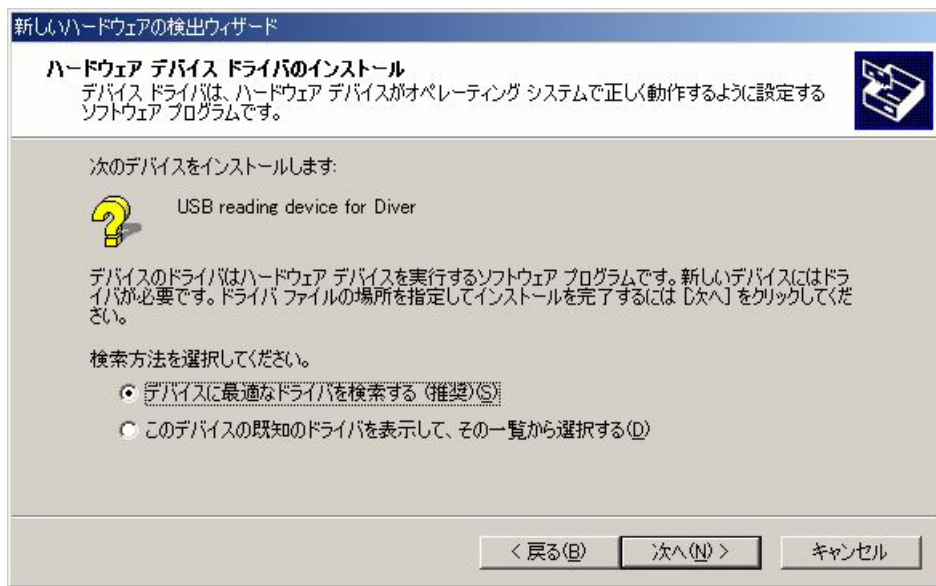 新しいハードウェアの検出ウィザード
ハードウェア デバイス ドライバのインストール
デバイス ドライバは、ハードウェア デバイスがオペレーティング システムで正しく動作するように設定する
ソフトウェア プログラムです。
次のデバイスをインストールします:
USB reading device for Diver
デバイスのドライバはハードウェア デバイスを実行するソフトウェア プログラムです。新しいデバイスにはドラ
イバが必要です。ドライバ ファイルの場所を指定してインストールを完了するには [次へ] をクリックしてくだ
さい。
検索方法を選択してください。
デバイスに最適なドライバを検索する (推奨)(S)
このデバイスの既知のドライバを表示して、その一覧から選択する(D)
< 戻る(B) 次へ(N) > キャンセル